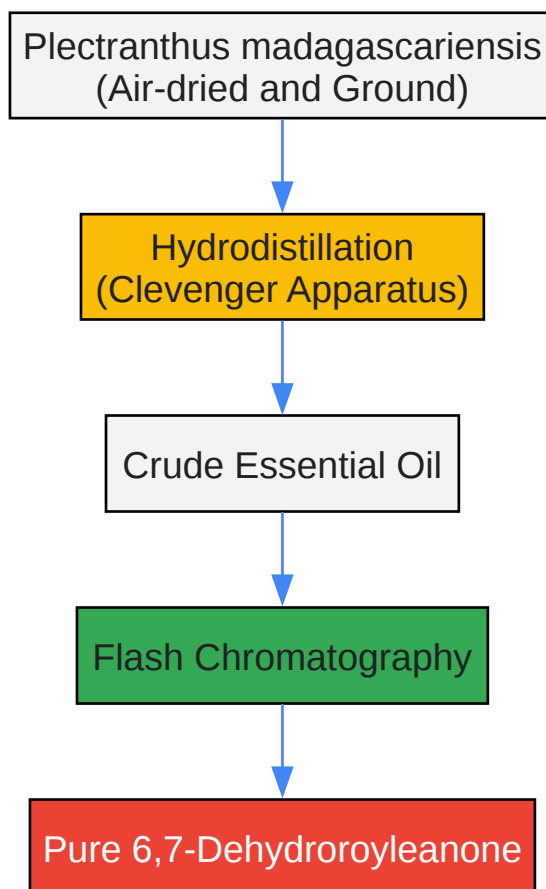 Plectranthus madagascariensis
(Air-dried and Ground)
Hydrodistillation
(Clevenger Apparatus)
Crude Essential Oil
Flash Chromatography
Pure 6,7-Dehydroroyleanone